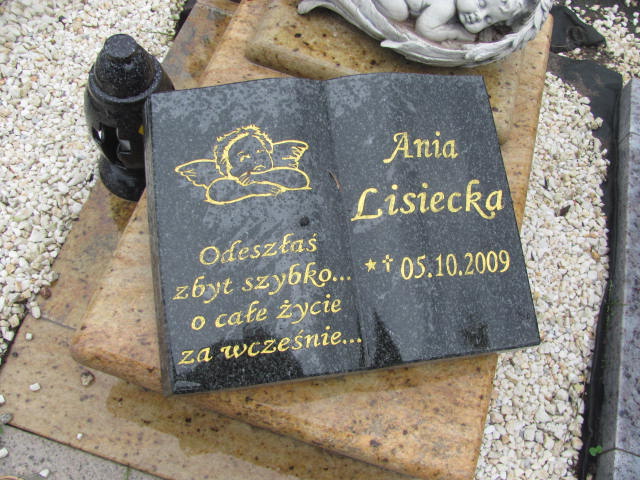 Odeszłaś
zbyt szybko...
o całe życie
za wcześnie...
Ania
Lisiecka
★ † 05.10.2009